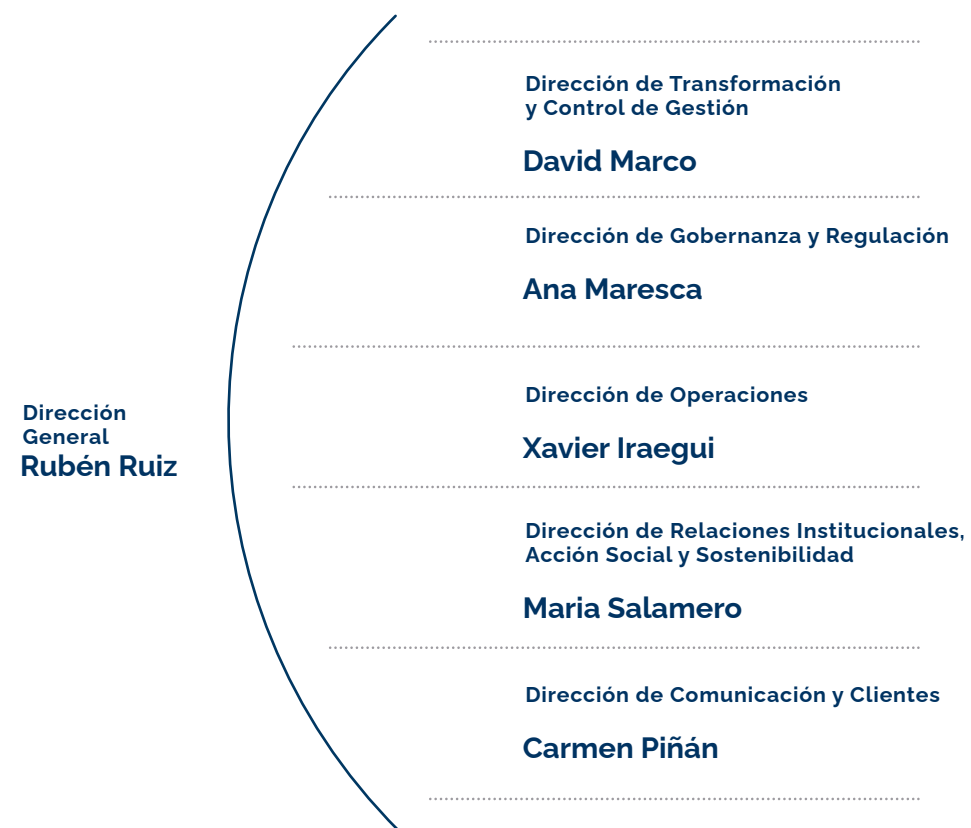 Dirección de Transformación
y Control de Gestión
David Marco
Dirección de Gobernanza y Regulación
Ana Maresca
Dirección de Operaciones
Xavier Iraegui
Dirección
General
Rubén Ruiz
Dirección de Relaciones Institucionales,
Acción Social y Sostenibilidad
Maria Salamero
Dirección de Comunicación y Clientes
Carmen Piñán